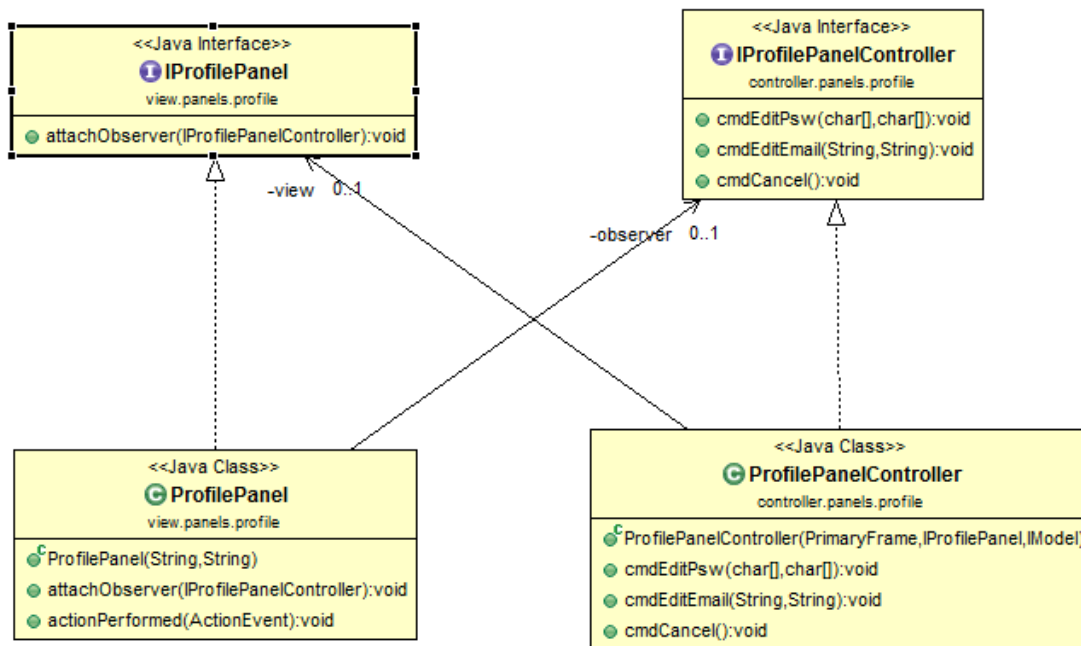 <<Java Interface>>
IProfilePanel
view.panels.profile
attachObserver(IProfilePanelController):void
<<Java Interface>>
IProfilePanelController
controller.panels.profile
cmdEditPsw(char[],char[]):void
cmdEditEmail(String,String):void
cmdCancel():void
-view 0..1
-observer 0..1
<<Java Class>>
ProfilePanel
view.panels.profile
ProfilePanel(String,String)
attachObserver(IProfilePanelController):void
actionPerformed(ActionEvent):void
<<Java Class>>
ProfilePanelController
controller.panels.profile
ProfilePanelController(PrimaryFrame,IProfilePanel,IModel)
cmdEditPsw(char[],char[]):void
cmdEditEmail(String,String):void
cmdCancel():void